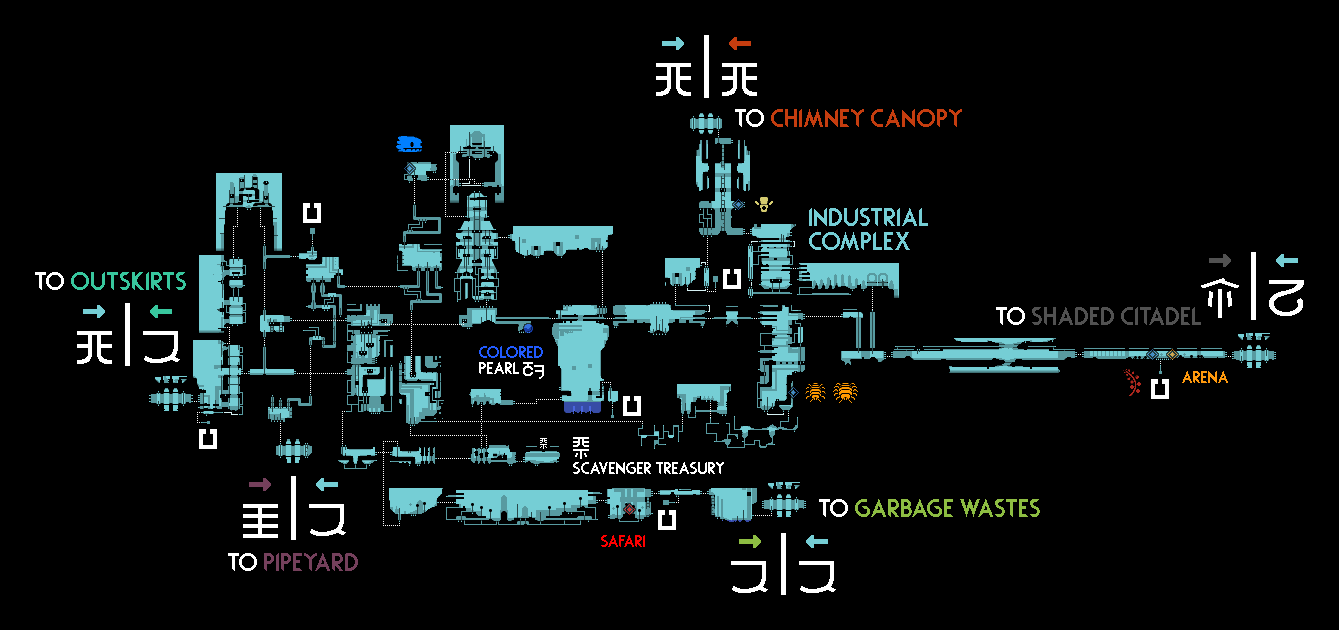 TO CHIMNEY CANOPY
INDUSTRIAL
COMPLEX
TO OUTSKIRTS
TO SHADED CITADEL
COLORED
PEARL
ARENA
SCAVENGER TREASURY
TO GARBAGE WASTES
SAFARI
TO PIPEYARD